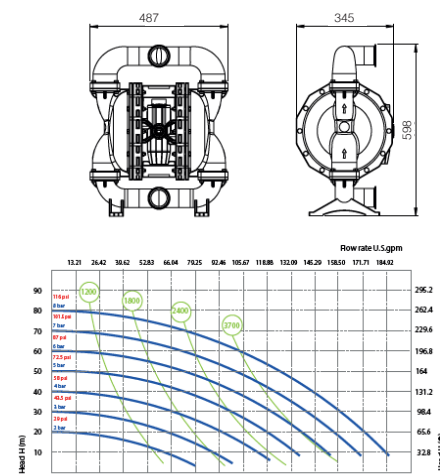 487
345
598
Flow rate U.S.gpm
13.21 26.42 39.62 52.83 66.04 79.25 92.46 105.67 118.88 132.09 145.29 158.50 171.71 184.92
1200
1800
2400
2700
90 295.2
116 psi
8 bar
80 262.4
101.5 psi
7 bar
70 229.6
87 psi
6 bar
60 196.8
72.5 psi
5 bar
50 164
58 psi
4 bar
40 131.2
43.5 psi
3 bar
30 98.4
29 psi
2 bar
20 65.6
10 32.8
Head H (m)